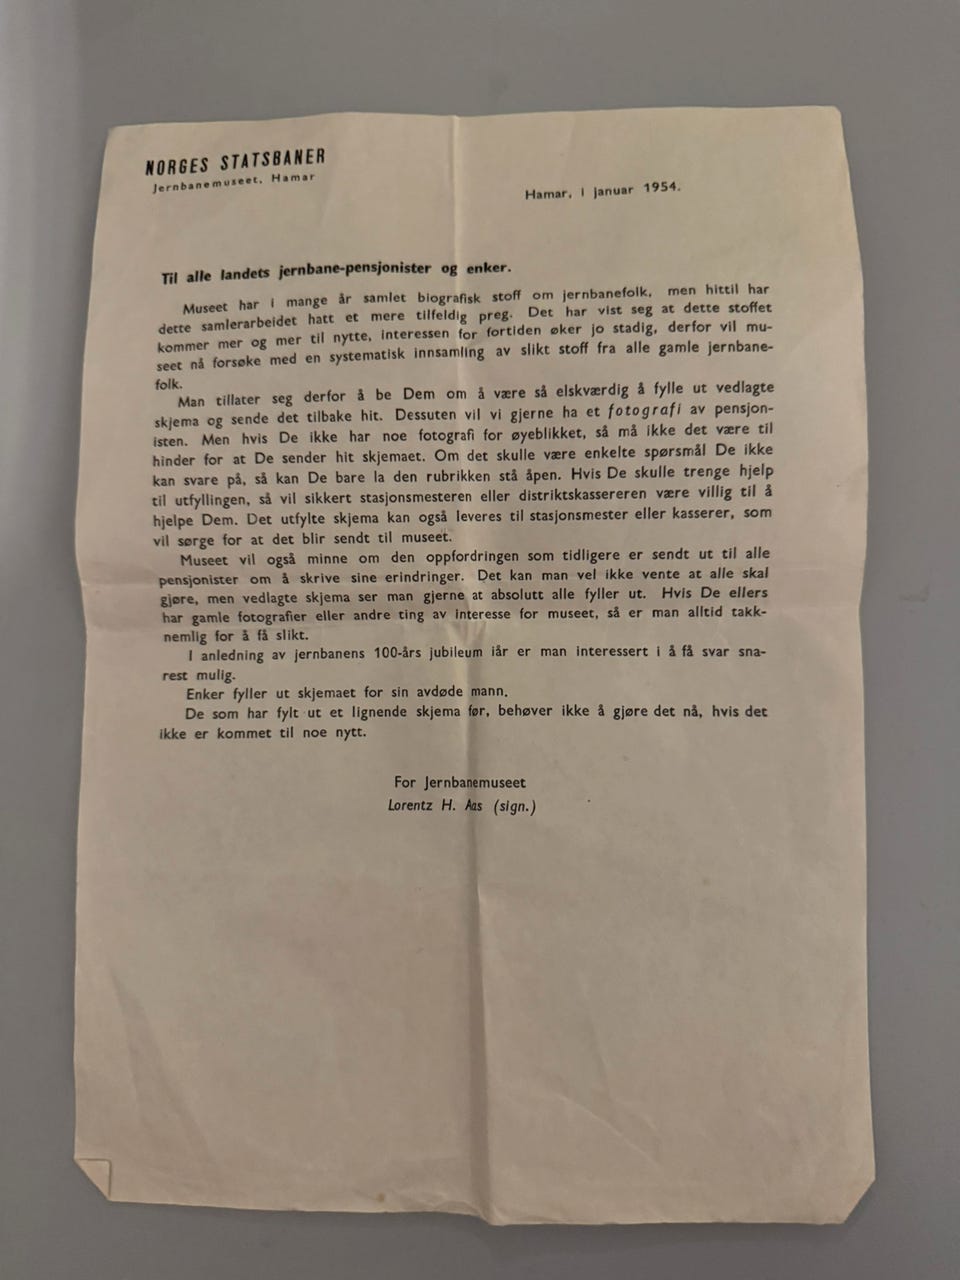 NORGES STATSBANER
Jernbanemuseet, Hamar
Hamar, i januar 1954.
Til alle landets jernbane-pensjonister og enker.
Museet har i mange år samlet biografisk stoff om jernbanefolk, men hittil har
dette samlerarbeidet hatt et mere tilfeldig preg. Det har vist seg at dette stoffet
kommer mer og mer til nytte, interessen for fortiden øker jo stadig, derfor vil mu-
seet nå forsøke med en systematisk innsamling av slikt stoff fra alle gamle jernbane-
folk.
Man tillater seg derfor å be Dem om å være så elskværdig å fylle ut vedlagte
skjema og sende det tilbake hit. Dessuten vil vi gjerne ha et fotografi av pensjon-
isten. Men hvis De ikke har noe fotografi for øyeblikket, så må ikke det være til
hinder for at De sender hit skjemaet. Om det skulle være enkelte spørsmål De ikke
kan svare på, så kan De bare la den rubrikken stå åpen. Hvis De skulle trenge hjelp
til utfyllingen, så vil sikkert stasjonsmesteren eller distriktskassereren være villig til å
hjelpe Dem. Det utfylte skjema kan også leveres til stasjonsmester eller kasserer, som
vil sørge for at det blir sendt til museet.
Museet vil også minne om den oppfordringen som tidligere er sendt ut til alle
pensjonister om å skrive sine erindringer. Det kan man vel ikke vente at alle skal
gjøre, men vedlagte skjema ser man gjerne at absolutt alle fyller ut. Hvis De ellers
har gamle fotografier eller andre ting av interesse for museet, så er man alltid takk-
nemlig for å få slikt.
I anledning av jernbanens 100-års jubileum iår er man interessert i å få svar sna-
rest mulig.
Enker fyller ut skjemaet for sin avdøde mann.
De som har fylt ut et lignende skjema før, behøver ikke å gjøre det nå, hvis det
ikke er kommet til noe nytt.
For Jernbanemuseet
Lorentz H. Aas (sign.)